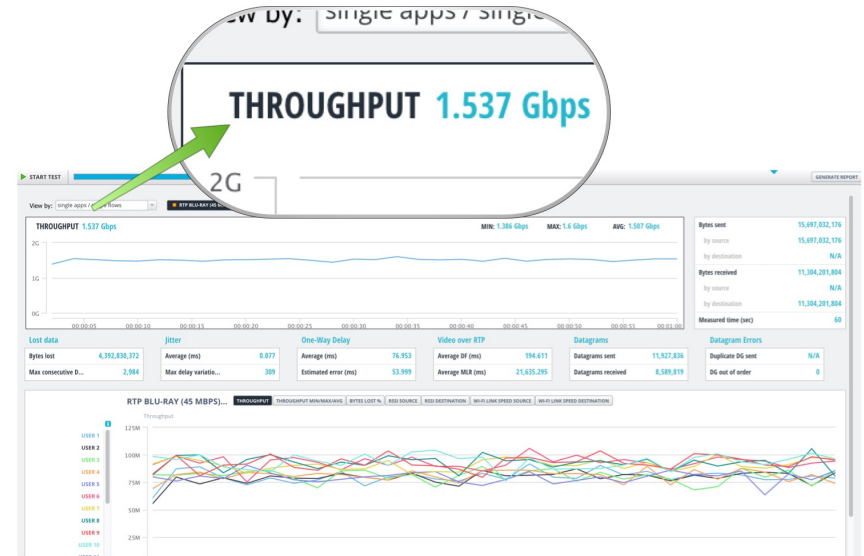 View by: single apps / single
THROUGHPUT 1.537 Gbps
2G
START TEST
GENERATE REPORT
View by: single apps / flows
RTP BLU-RAY (45
THROUGHPUT 1.537 Gbps
MIN: 1.386 Gbps MAX: 1.6 Gbps AVG: 1.507 Gbps
2G
1G
0G
00:00:05 00:00:10 00:00:15 00:00:20 00:00:25 00:00:30 00:00:35 00:00:40 00:00:45 00:00:50 00:00:55 00:01:00
Bytes sent 15,697,032,176
by source 15,697,032,176
by destination N/A
Bytes received 11,304,201,804
by source N/A
by destination 11,304,201,804
Measured time (sec) 60
Lost data
Bytes lost 4,392,830,372
Max consecutive D... 2,984
Jitter
Average (ms) 0.077
Max delay variatio... 309
One-Way Delay
Average (ms) 76.953
Estimated error (ms) 53.999
Video over RTP
Average DF (ms) 194.611
Average MLR (ms) 21,635.295
Datagrams
Datagrams sent 11,927,836
Datagrams received 8,589,819
Datagram Errors
Duplicate DG sent N/A
DG out of order 0
RTP BLU-RAY (45 MBPS)... THROUGHPUT THROUGHPUT MIN/MAX/AVG BYTES LOST % RSSI SOURCE RSSI DESTINATION WI-FI LINK SPEED SOURCE WI-FI LINK SPEED DESTINATION
Throughput
125M
100M
75M
50M
25M
USER 1
USER 2
USER 3
USER 4
USER 5
USER 6
USER 7
USER 8
USER 9
USER 10